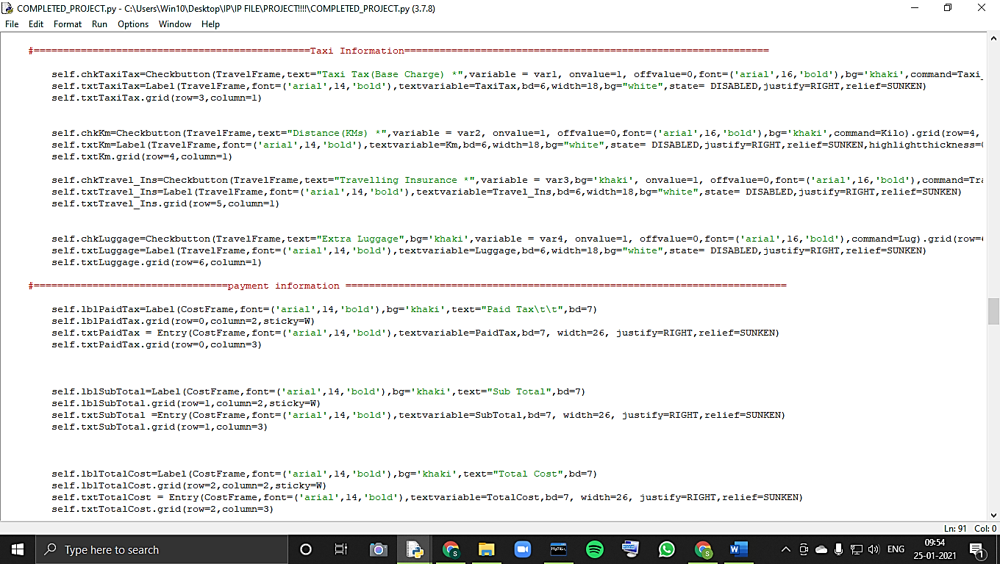 COMPLETED_PROJECT.py - C:\Users\Win10\Desktop\IP\IP FILE\PROJECT!!!!\COMPLETED_PROJECT.py (3.7.8)
File Edit Format Run Options Window Help
#===============================================Taxi Information==============================================================
self.chkTaxiTax=Checkbutton(TravelFrame,text="Taxi Tax(Base Charge) *",variable = var1, onvalue=1, offvalue=0,font=('arial',16,'bold'),bg='khaki',command=Taxi_
self.txtTaxiTax=Label(TravelFrame,font=('arial',14,'bold'),textvariable=TaxiTax,bd=6,width=18,bg="white",state= DISABLED,justify=RIGHT,relief=SUNKEN)
self.txtTaxiTax.grid(row=3,column=1)
self.chkKm=Checkbutton(TravelFrame,text="Distance(KMs) *",variable = var2, onvalue=1, offvalue=0,font=('arial',16,'bold'),bg='khaki',command=Kilo).grid(row=4,
self.txtKm=Label(TravelFrame,font=('arial',14,'bold'),textvariable=Km,bd=6,width=18,bg="white",state= DISABLED,justify=RIGHT,relief=SUNKEN,highlightthickness=
self.txtKm.grid(row=4,column=1)
self.chkTravel_Ins=Checkbutton(TravelFrame,text="Travelling Insurance *",variable = var3,bg='khaki', onvalue=1, offvalue=0,font=('arial',16,'bold'),command=Tra
self.txtTravel_Ins=Label(TravelFrame,font=('arial',14,'bold'),textvariable=Travel_Ins,bd=6,width=18,bg="white",state= DISABLED,justify=RIGHT,relief=SUNKEN)
self.txtTravel_Ins.grid(row=5,column=1)
self.chkLuggage=Checkbutton(TravelFrame,text="Extra Luggage",bg='khaki',variable = var4, onvalue=1, offvalue=0,font=('arial',16,'bold'),command=Lug).grid(row=
self.txtLuggage=Label(TravelFrame,font=('arial',14,'bold'),textvariable=Luggage,bd=6,width=18,bg="white",state= DISABLED,justify=RIGHT,relief=SUNKEN)
self.txtLuggage.grid(row=6,column=1)
#=================================payment information ===========================================================================
self.lblPaidTax=Label(CostFrame,font=('arial',14,'bold'),bg='khaki',text="Paid Tax\t\t",bd=7)
self.lblPaidTax.grid(row=0,column=2,sticky=W)
self.txtPaidTax = Entry(CostFrame,font=('arial',14,'bold'),textvariable=PaidTax,bd=7, width=26, justify=RIGHT,relief=SUNKEN)
self.txtPaidTax.grid(row=0,column=3)
self.lblSubTotal=Label(CostFrame,font=('arial',14,'bold'),bg='khaki',text="Sub Total",bd=7)
self.lblSubTotal.grid(row=1,column=2,sticky=W)
self.txtSubTotal =Entry(CostFrame,font=('arial',14,'bold'),textvariable=SubTotal,bd=7, width=26, justify=RIGHT,relief=SUNKEN)
self.txtSubTotal.grid(row=1,column=3)
self.lblTotalCost=Label(CostFrame,font=('arial',14,'bold'),bg='khaki',text="Total Cost",bd=7)
self.lblTotalCost.grid(row=2,column=2,sticky=W)
self.txtTotalCost = Entry(CostFrame,font=('arial',14,'bold'),textvariable=TotalCost,bd=7, width=26, justify=RIGHT,relief=SUNKEN)
self.txtTotalCost.grid(row=2,column=3)
Ln: 91 Col: 0
Type here to search
ENG
09:54
25-01-2021
1